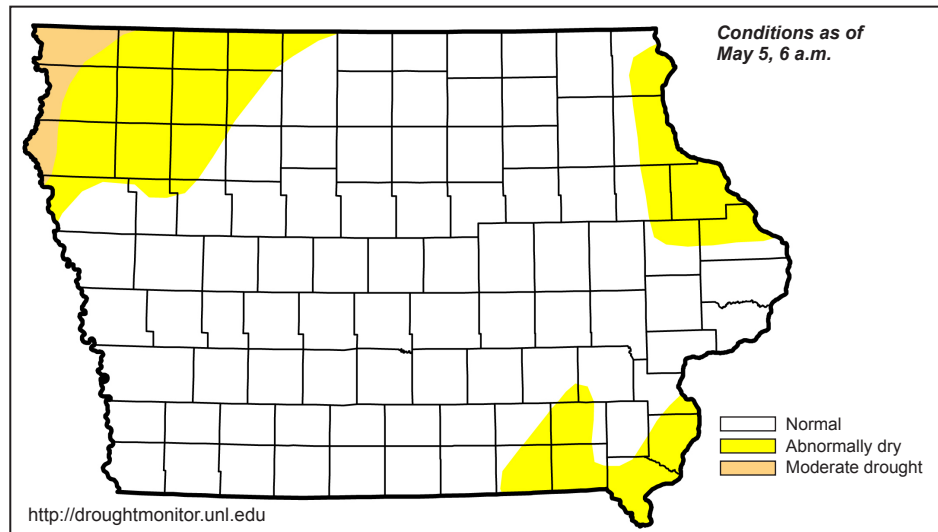 Conditions as of
May 5, 6 a.m.
Normal
Abnormally dry
Moderate drought
http://droughtmonitor.unl.edu